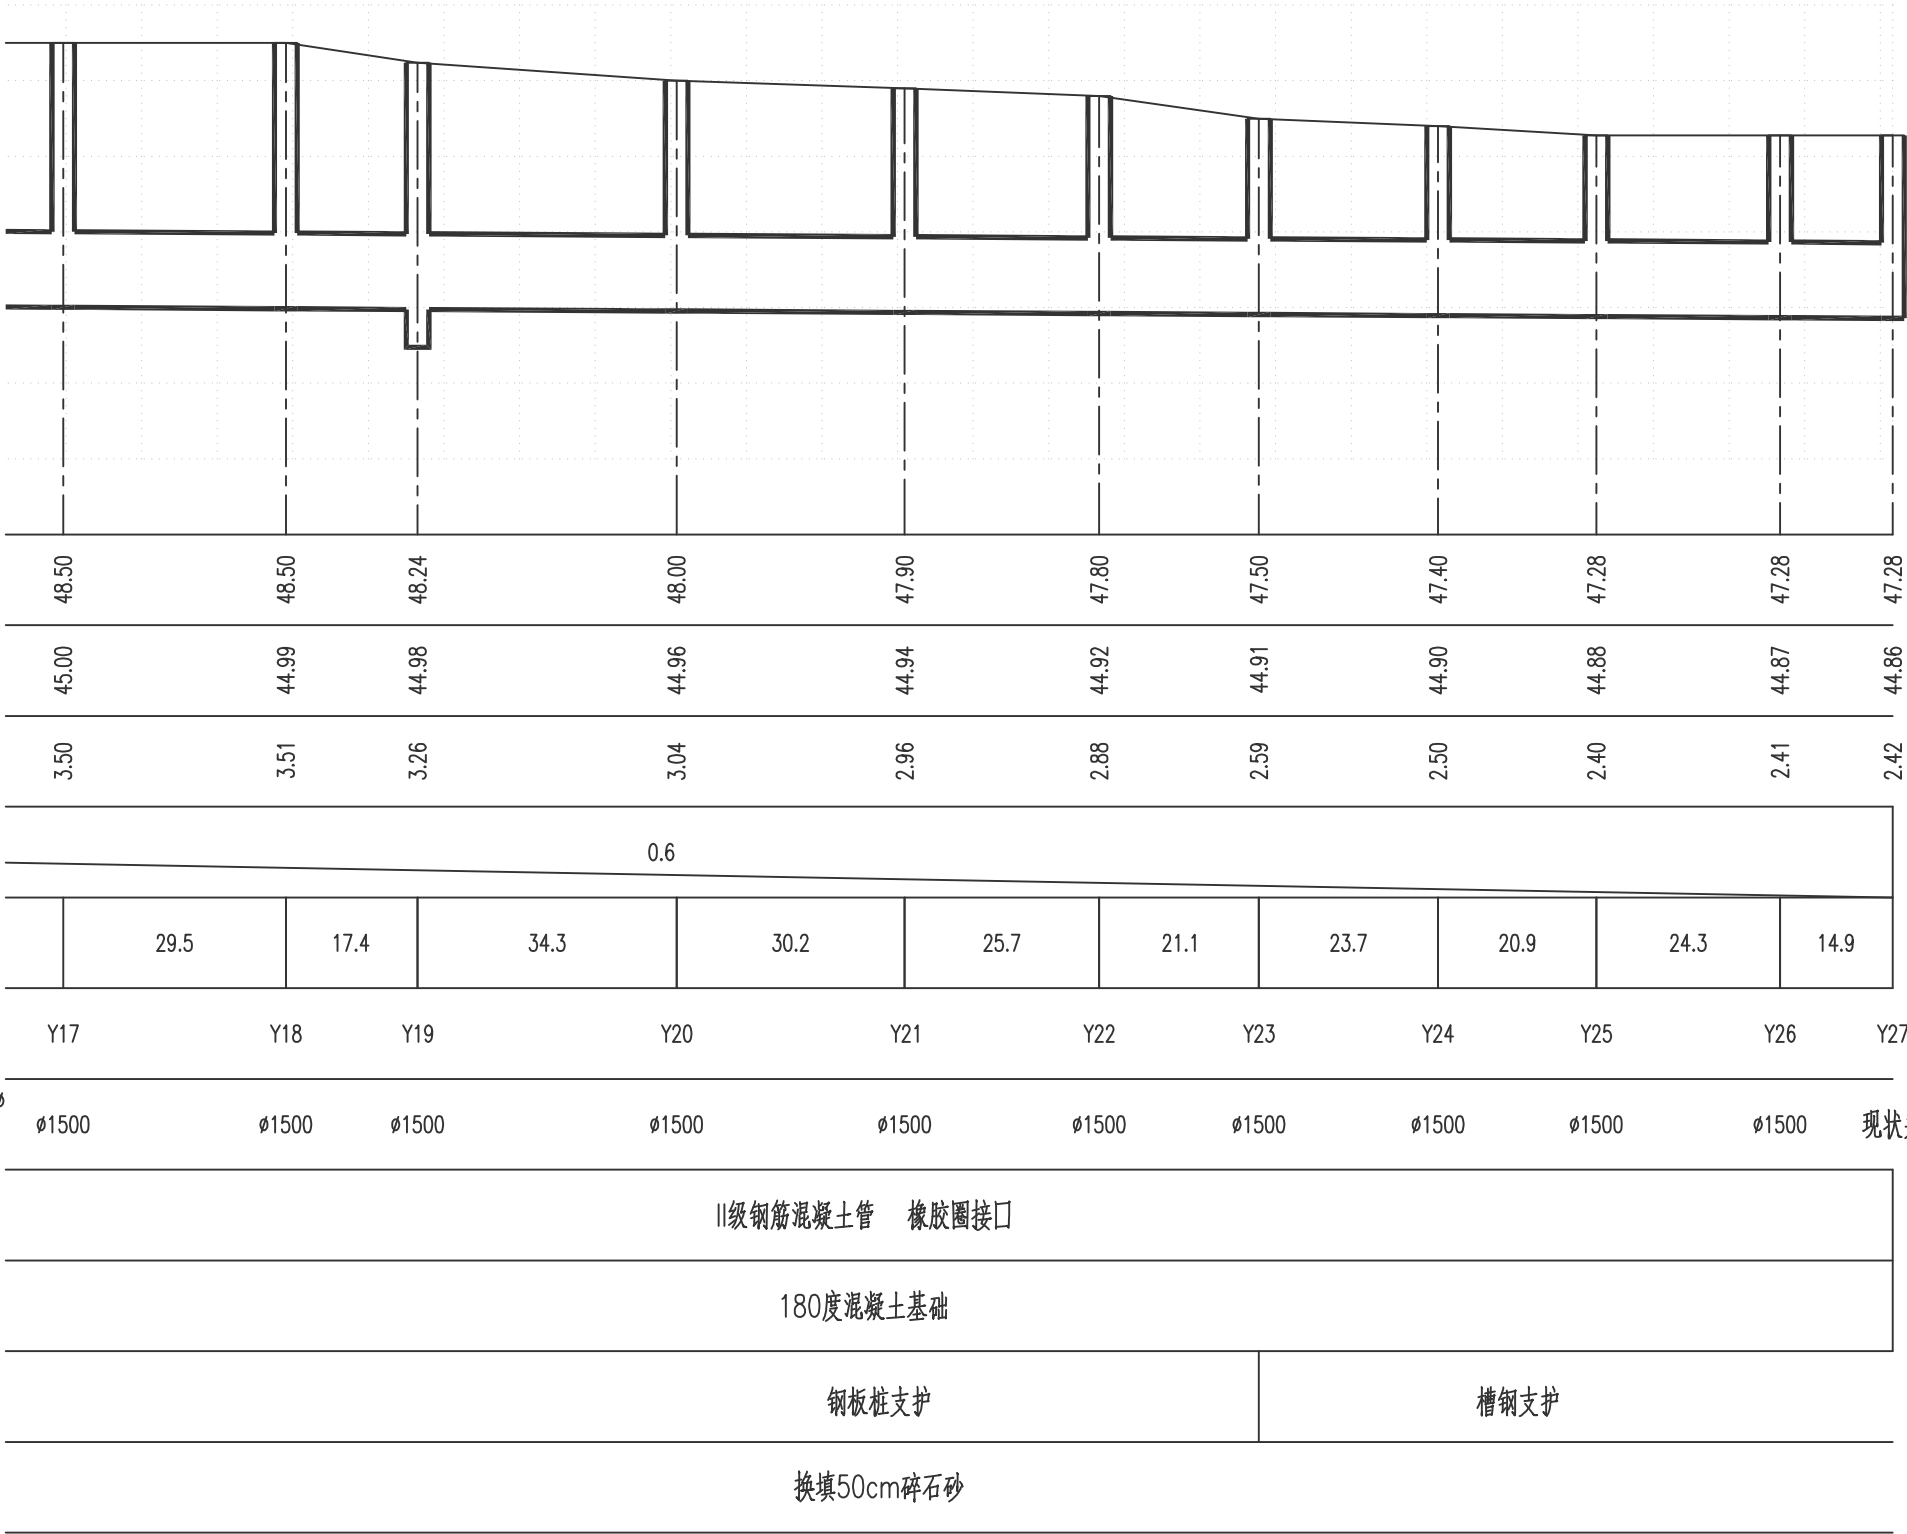 48.50 48.50 48.24 48.00 47.90 47.80 47.50 47.40 47.28 47.28 47.28
45.00 44.99 44.98 44.96 44.94 44.92 44.91 44.90 44.88 44.87 44.86
3.50 3.51 3.26 3.04 2.96 2.88 2.59 2.50 2.40 2.41 2.42
0.6
29.5 17.4 34.3 30.2 25.7 21.1 23.7 20.9 24.3 14.9
Y17 Y18 Y19 Y20 Y21 Y22 Y23 Y24 Y25 Y26 Y27
ø1500 ø1500 ø1500 ø1500 ø1500 ø1500 ø1500 ø1500 ø1500 ø1500 现状
II级钢筋混凝土管 橡胶圈接口
180度混凝土基础
钢板桩支护 槽钢支护
换填50cm碎石砂